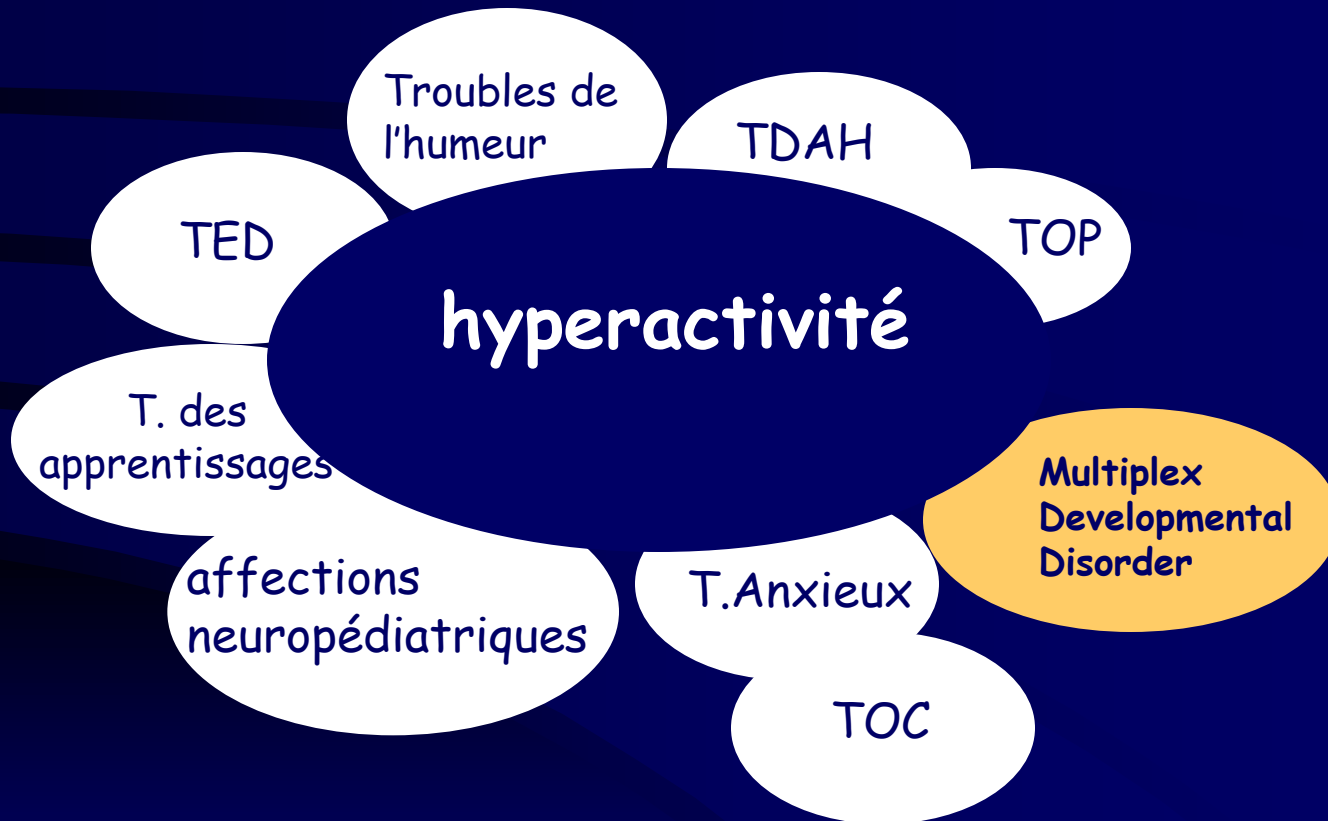 Troubles de
l'humeur
TDAH
TED
TOP
hyperactivité
T. des
apprentissages
Multiplex
Developmental
Disorder
affections
neuropédiatriques
T.Anxieux
TOC